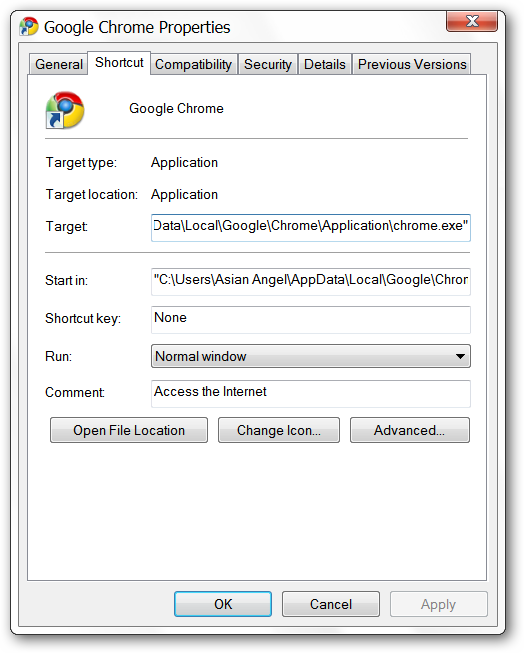 Google Chrome Properties
General Shortcut Compatibility Security Details Previous Versions
Google Chrome
Target type: Application
Target location: Application
Target: Data\Local\Google\Chrome\Application\chrome.exe"
Start in: "C:\Users\Asian Angel\AppData\Local\Google\Chror
Shortcut key: None
Run: Normal window
Comment: Access the Internet
Open File Location Change Icon... Advanced...
OK Cancel Apply